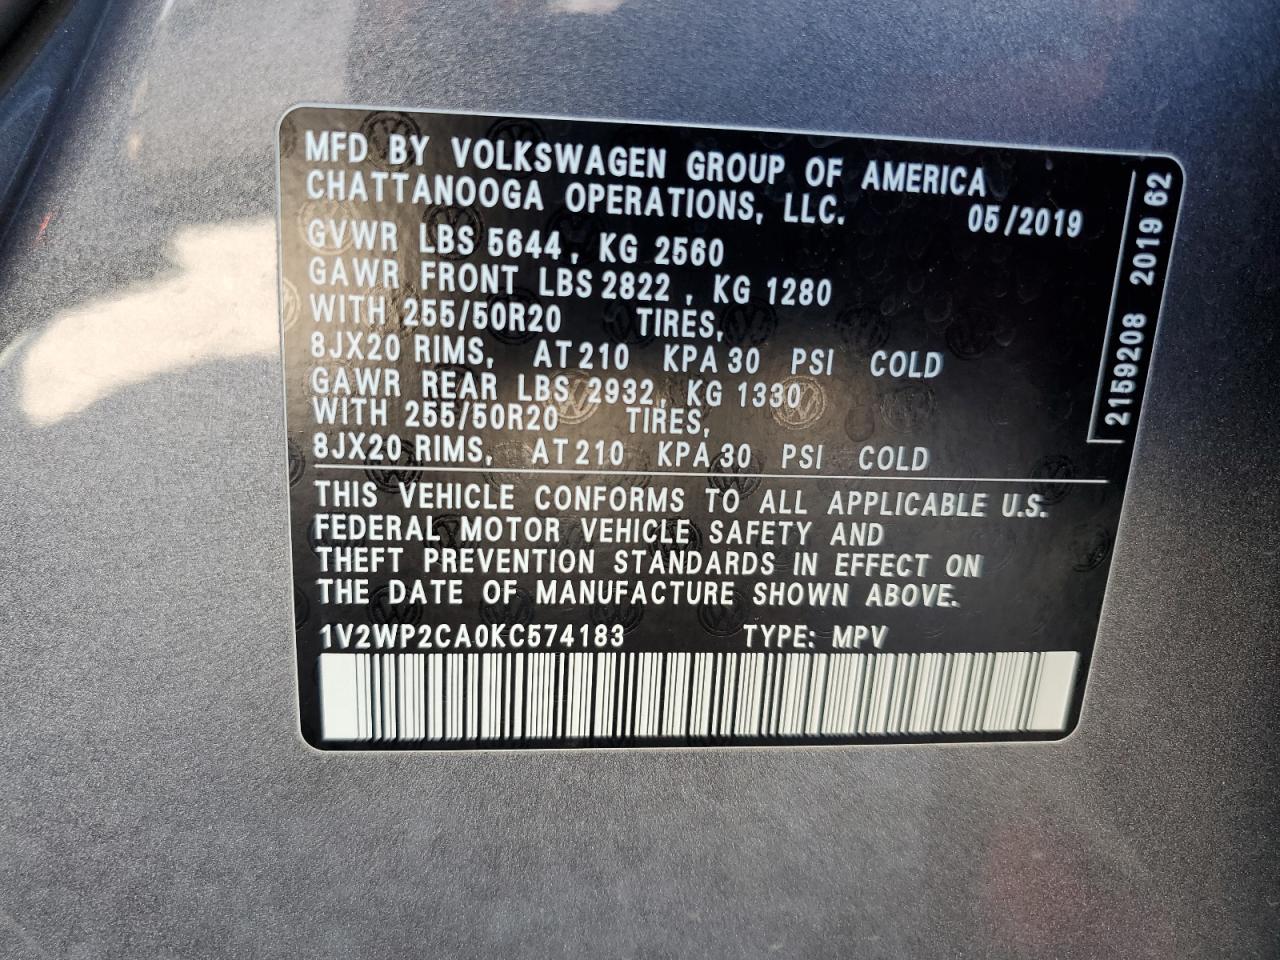 MFD BY VOLKSWAGEN GROUP OF AMERICA
CHATTANOOGA OPERATIONS, LLC. 05/2019
GVWR LBS 5644, KG 2560
GAWR FRONT LBS 2822, KG 1280
WITH 255/50R20 TIRES,
8JX20 RIMS, AT 210 KPA 30 PSI COLD
GAWR REAR LBS 2932, KG 1330
WITH 255/50R20 TIRES,
8JX20 RIMS, AT 210 KPA 30 PSI COLD
THIS VEHICLE CONFORMS TO ALL APPLICABLE U.S.
FEDERAL MOTOR VEHICLE SAFETY AND
THEFT PREVENTION STANDARDS IN EFFECT ON
THE DATE OF MANUFACTURE SHOWN ABOVE.
1V2WP2CA0KC574183 TYPE: MPV
2159208 2019 62